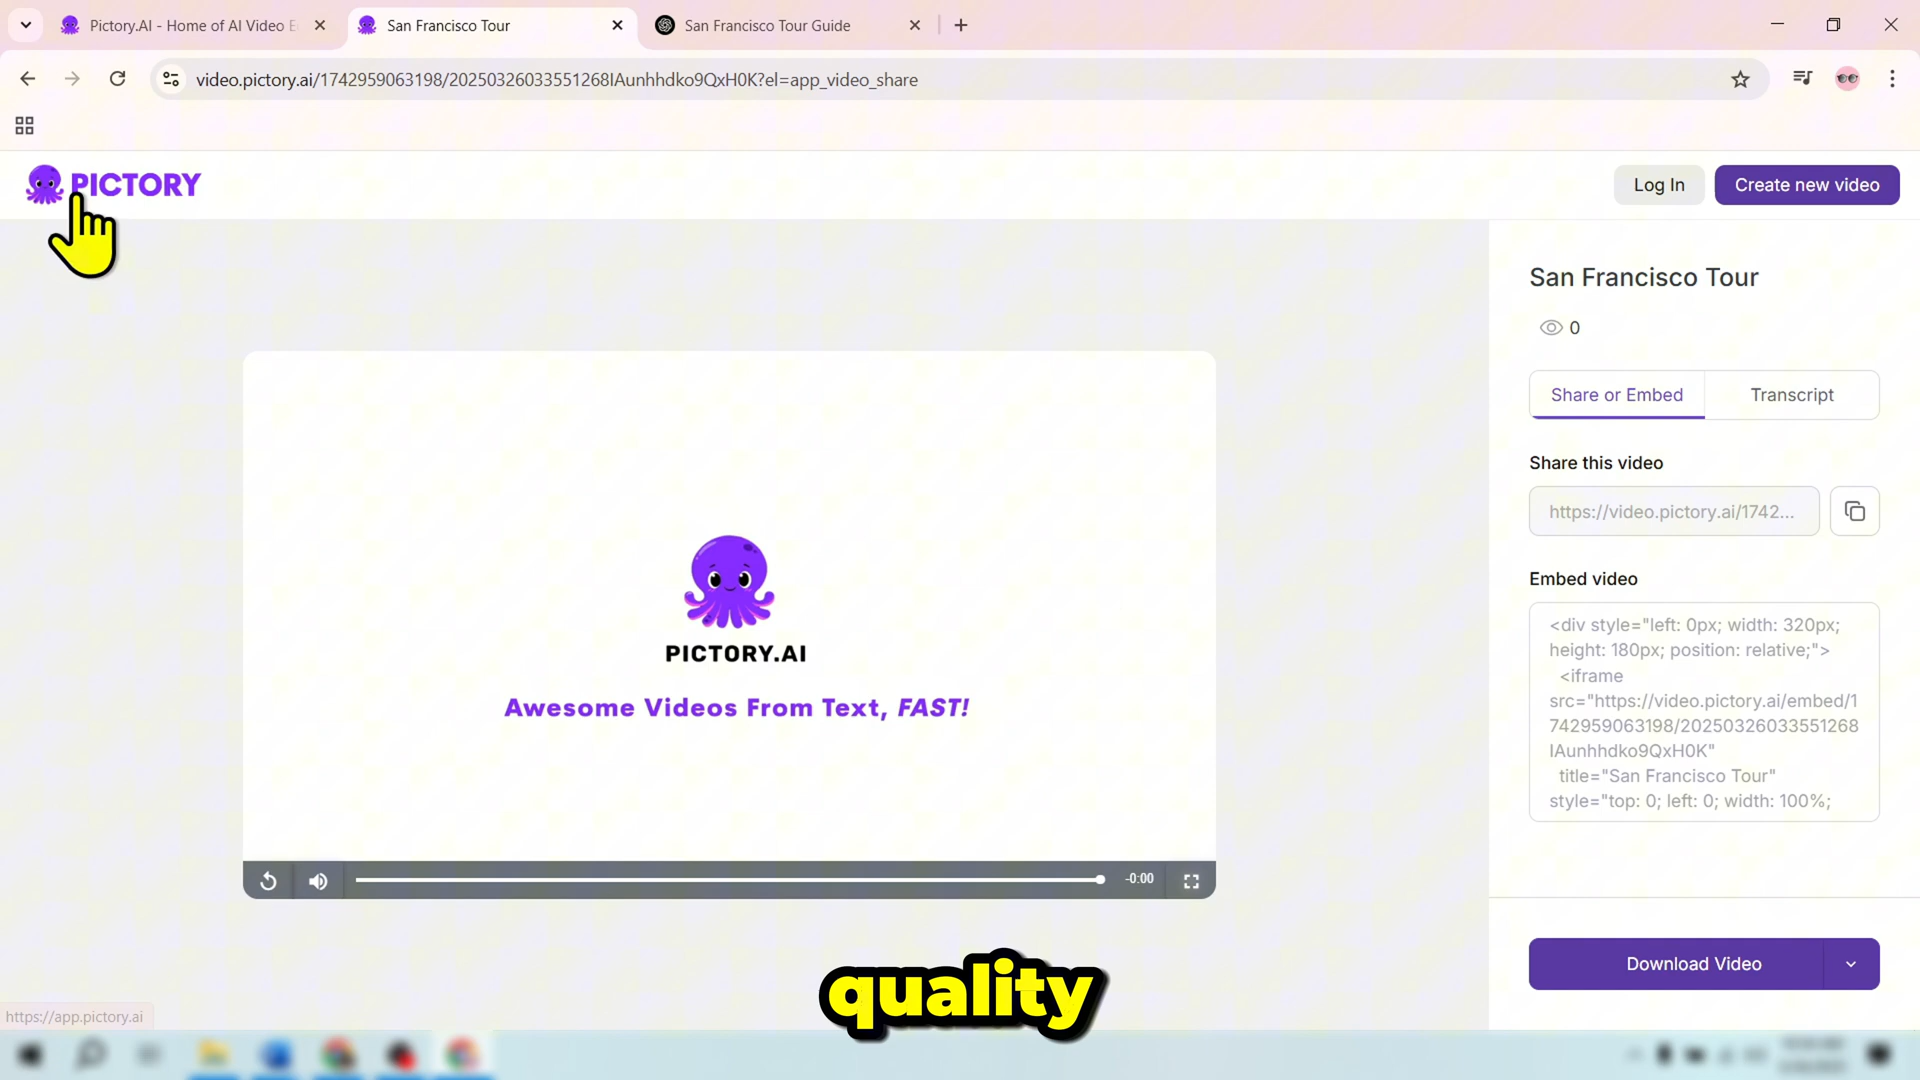 Pictory.AI - Home of AI Video E
San Francisco Tour
San Francisco Tour Guide
video.pictory.ai/1742959063198/20250326033551268IAunhhdko9QxH0K?el=app_video_share
PICTORY
Log In
Create new video
San Francisco Tour
0
Share or Embed
Transcript
Share this video
https://video.pictory.ai/1742...
Embed video
<div style="left: 0px; width: 320px;
height: 180px; position: relative;">
<iframe
src="https://video.pictory.ai/embed/1
742959063198/20250326033551268
IAunhhdko9QxH0K"
title="San Francisco Tour"
style="top: 0; left: 0; width: 100%;
PICTORY.AI
Awesome Videos From Text, FAST!
-0:00
Download Video
quality
https://app.pictory.ai